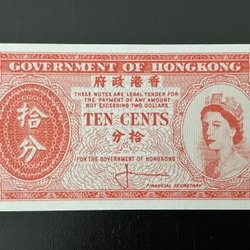 GOVERNMENT OF HONGKONG
府政港香
THESE NOTES ARE LEGAL TENDER FOR
THE PAYMENT OF ANY AMOUNT
NOT EXCEEDING TWO DOLLARS
拾分
TEN CENTS
分拾
FOR THE GOVERNMENT OF HONGKONG
FINANCIAL SECRETARY